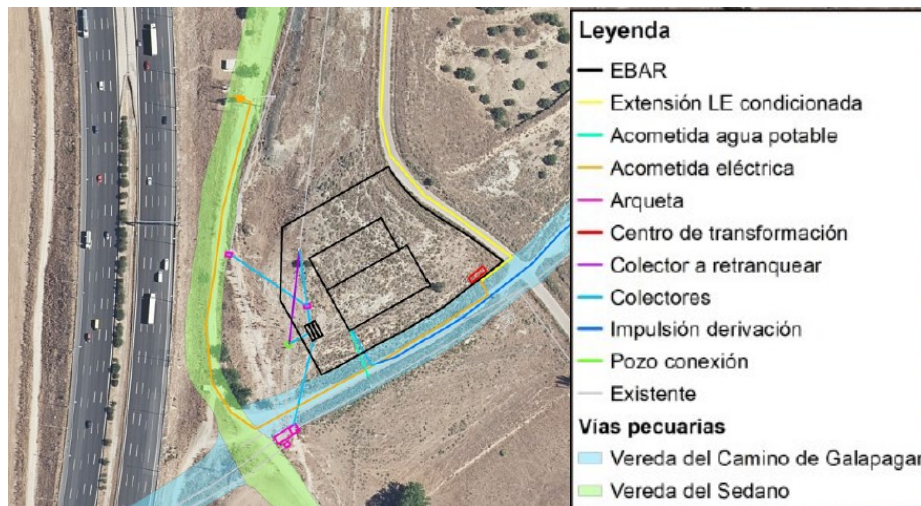 Leyenda
EBAR
Extensión LE condicionada
Acometida agua potable
Acometida eléctrica
Arqueta
Centro de transformación
Colector a retranquear
Colectores
Impulsión derivación
Pozo conexión
Existente
Vías pecuarias
Vereda del Camino de Galapagar
Vereda del Sedano